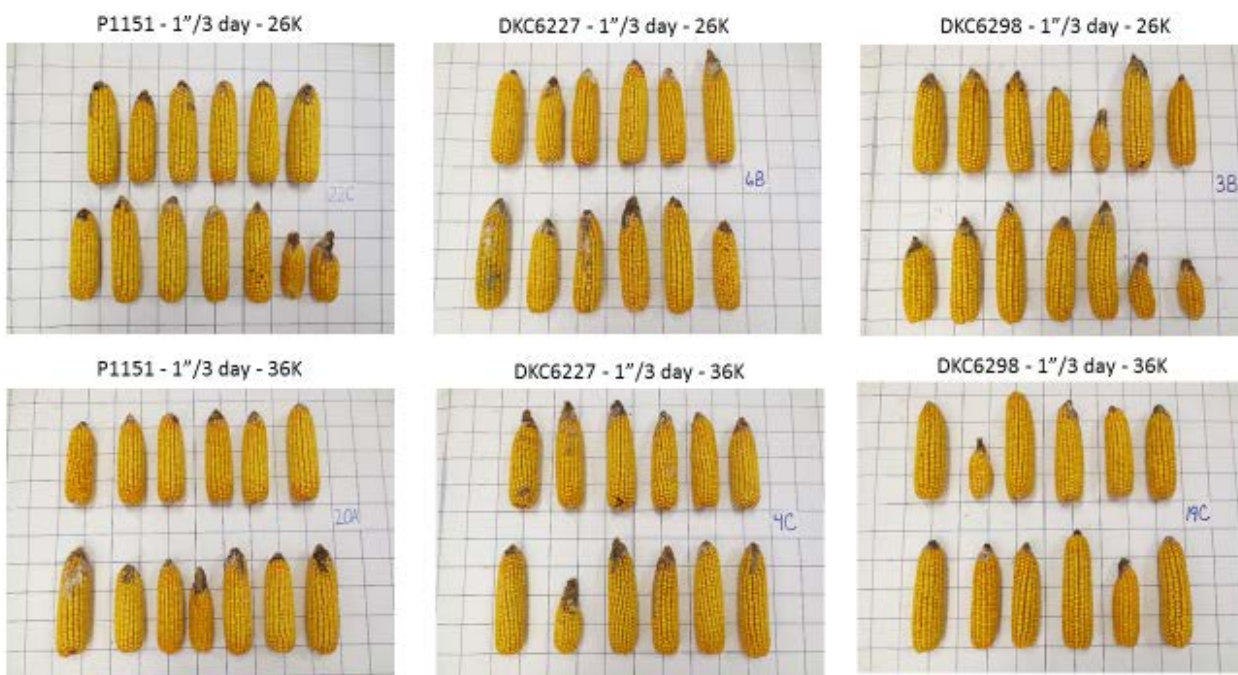 P1151 - 1”/3 day - 26K
DKC6227 - 1”/3 day - 26K
DKC6298 - 1”/3 day - 26K
22C
6B
3B
P1151 - 1”/3 day - 36K
DKC6227 - 1”/3 day - 36K
DKC6298 - 1”/3 day - 36K
20A
4C
19C